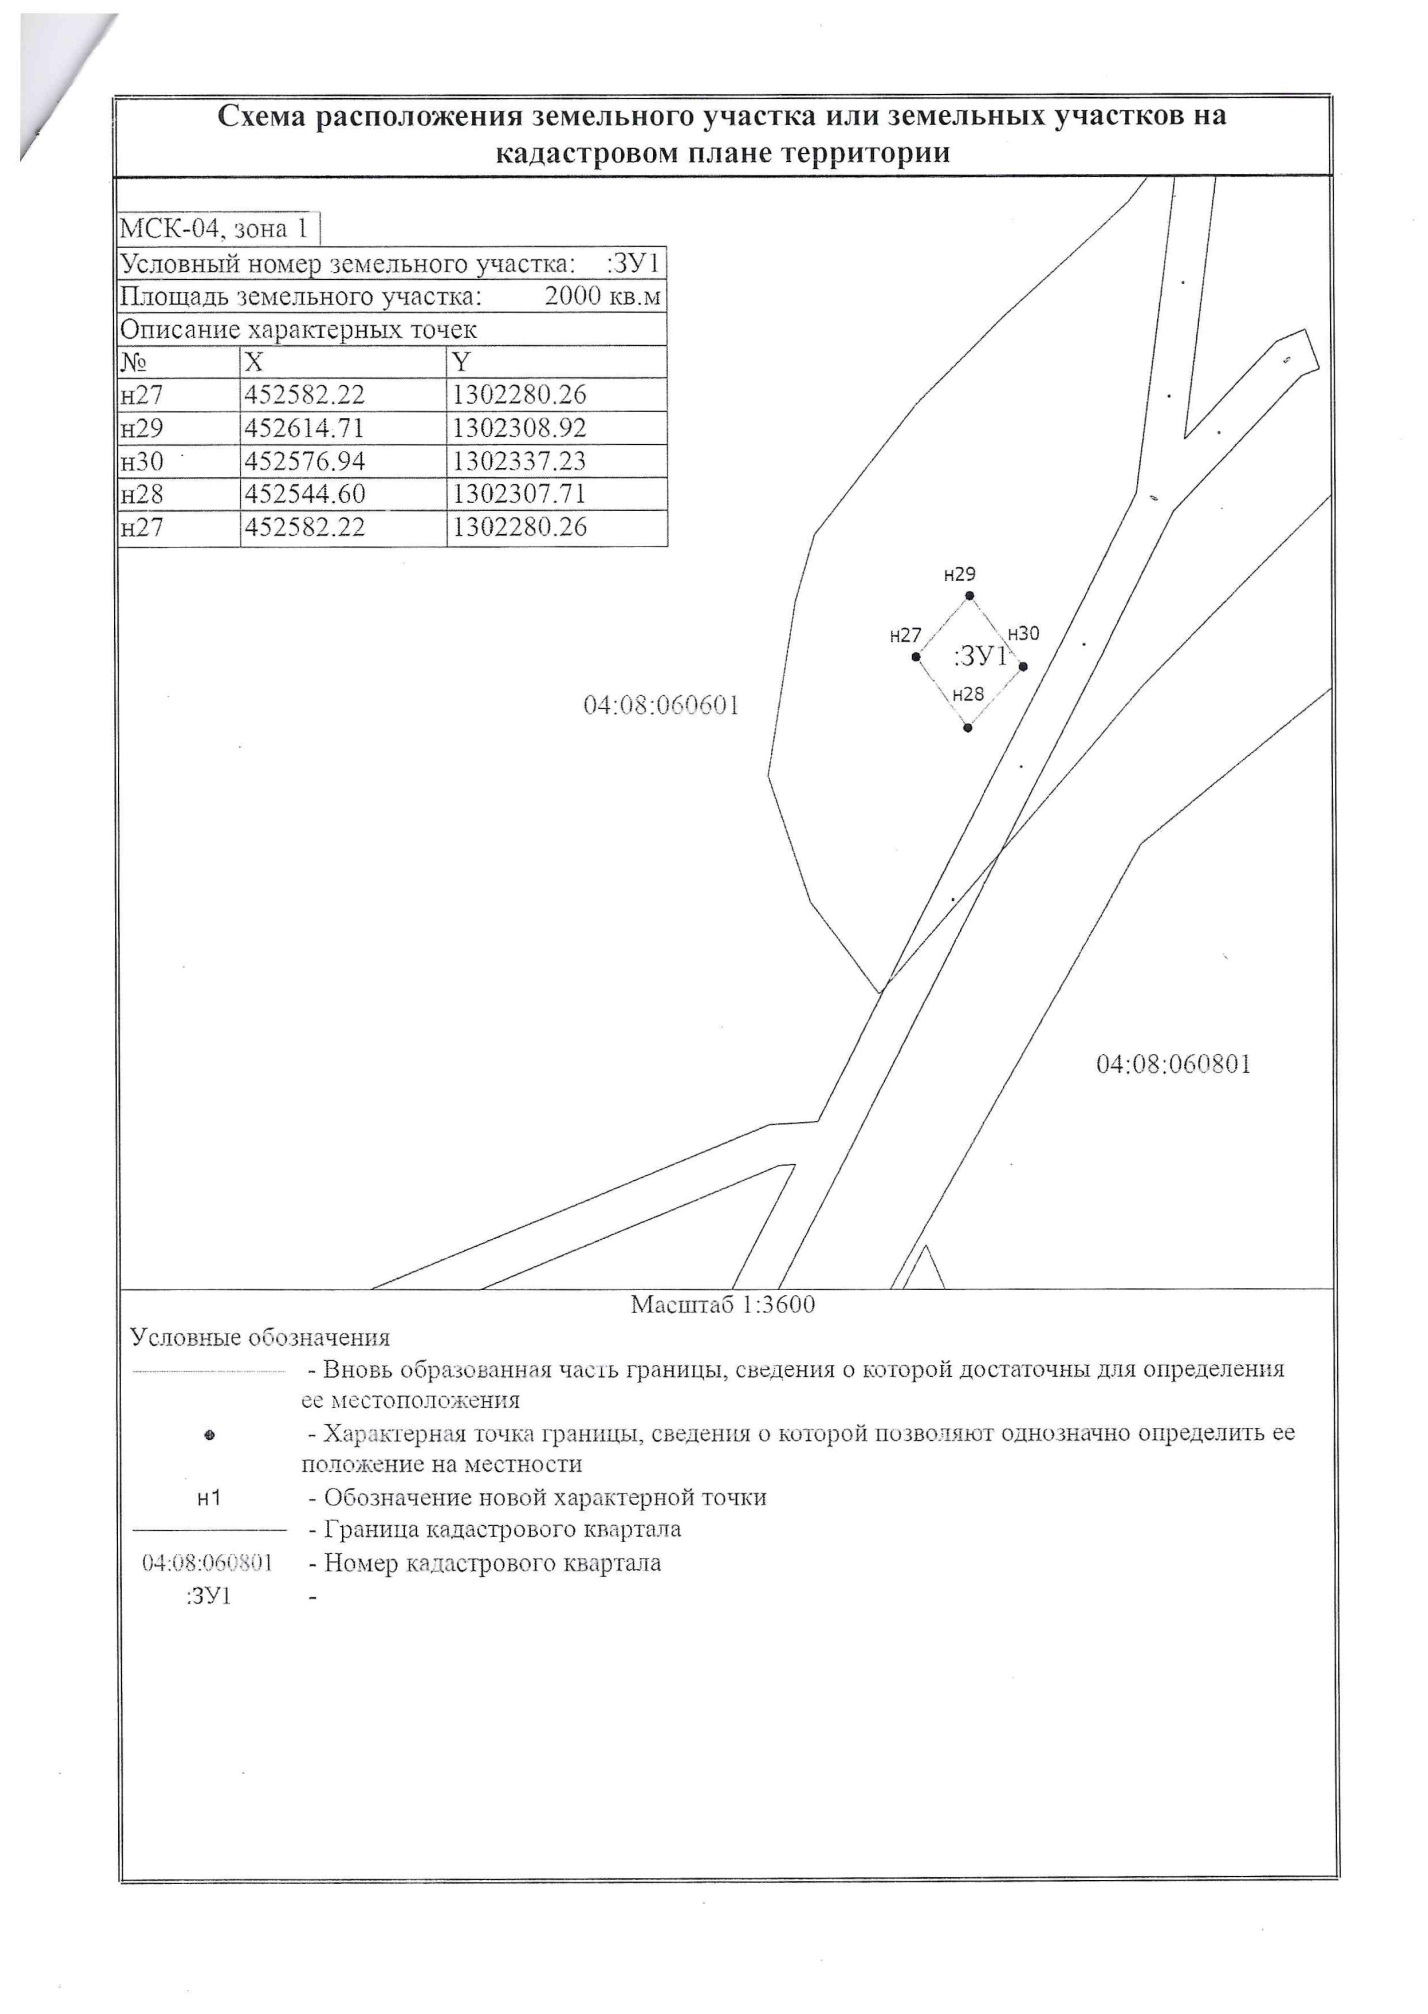 Схема расположения земельного участка или земельных участков на
кадастровом плане территории
МСК-04, зона 1
Условный номер земельного участка: :ЗУ1
Площадь земельного участка: 2000 кв.м
Описание характерных точек
№ X Y
н27 452582.22 1302280.26
н29 452614.71 1302308.92
н30 452576.94 1302337.23
н28 452544.60 1302307.71
н27 452582.22 1302280.26
н29
н27
н30
:ЗУ1
н28
04:08:060601
04:08:060801
Масштаб 1:3600
Условные обозначения
- Вновь образованная часть границы, сведения о которой достаточны для определения
ее местоположения
- Характерная точка границы, сведения о которой позволяют однозначно определить ее
положение на местности
н1 - Обозначение новой характерной точки
- Граница кадастрового квартала
04:08:060801 - Номер кадастрового квартала
:ЗУ1 -